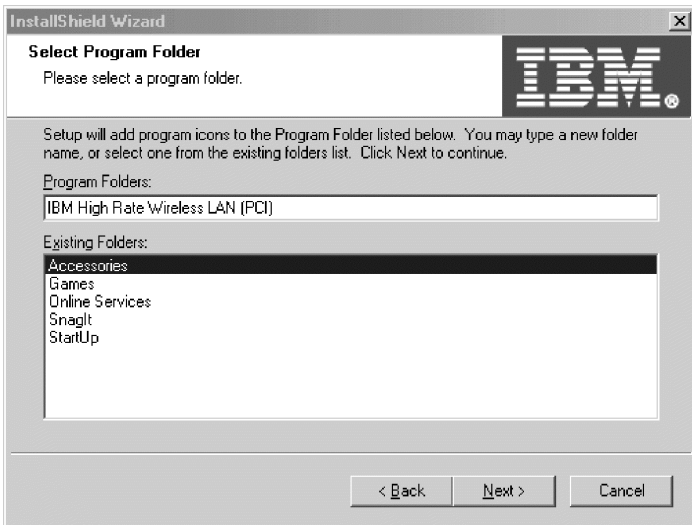 InstallShield Wizard
Select Program Folder
Please select a program folder.
IBM®
Setup will add program icons to the Program Folder listed below. You may type a new folder
name, or select one from the existing folders list. Click Next to continue.
Program Folders:
IBM High Rate Wireless LAN (PCI)
Existing Folders:
Accessories
Games
Online Services
SnagIt
StartUp
< Back
Next >
Cancel